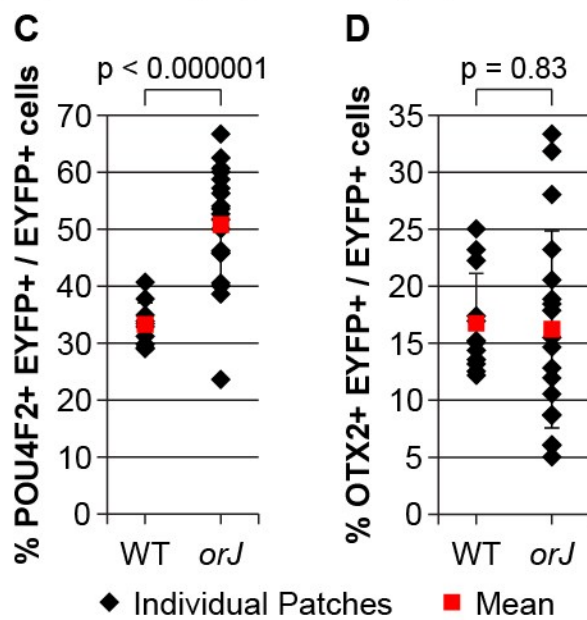 C
p < 0.000001
% POU4F2+ EYFP+ / EYFP+ cells
70
60
50
40
30
20
10
0
WT orJ
D
p = 0.83
% OTX2+ EYFP+ / EYFP+ cells
35
30
25
20
15
10
5
0
WT orJ
Individual Patches Mean